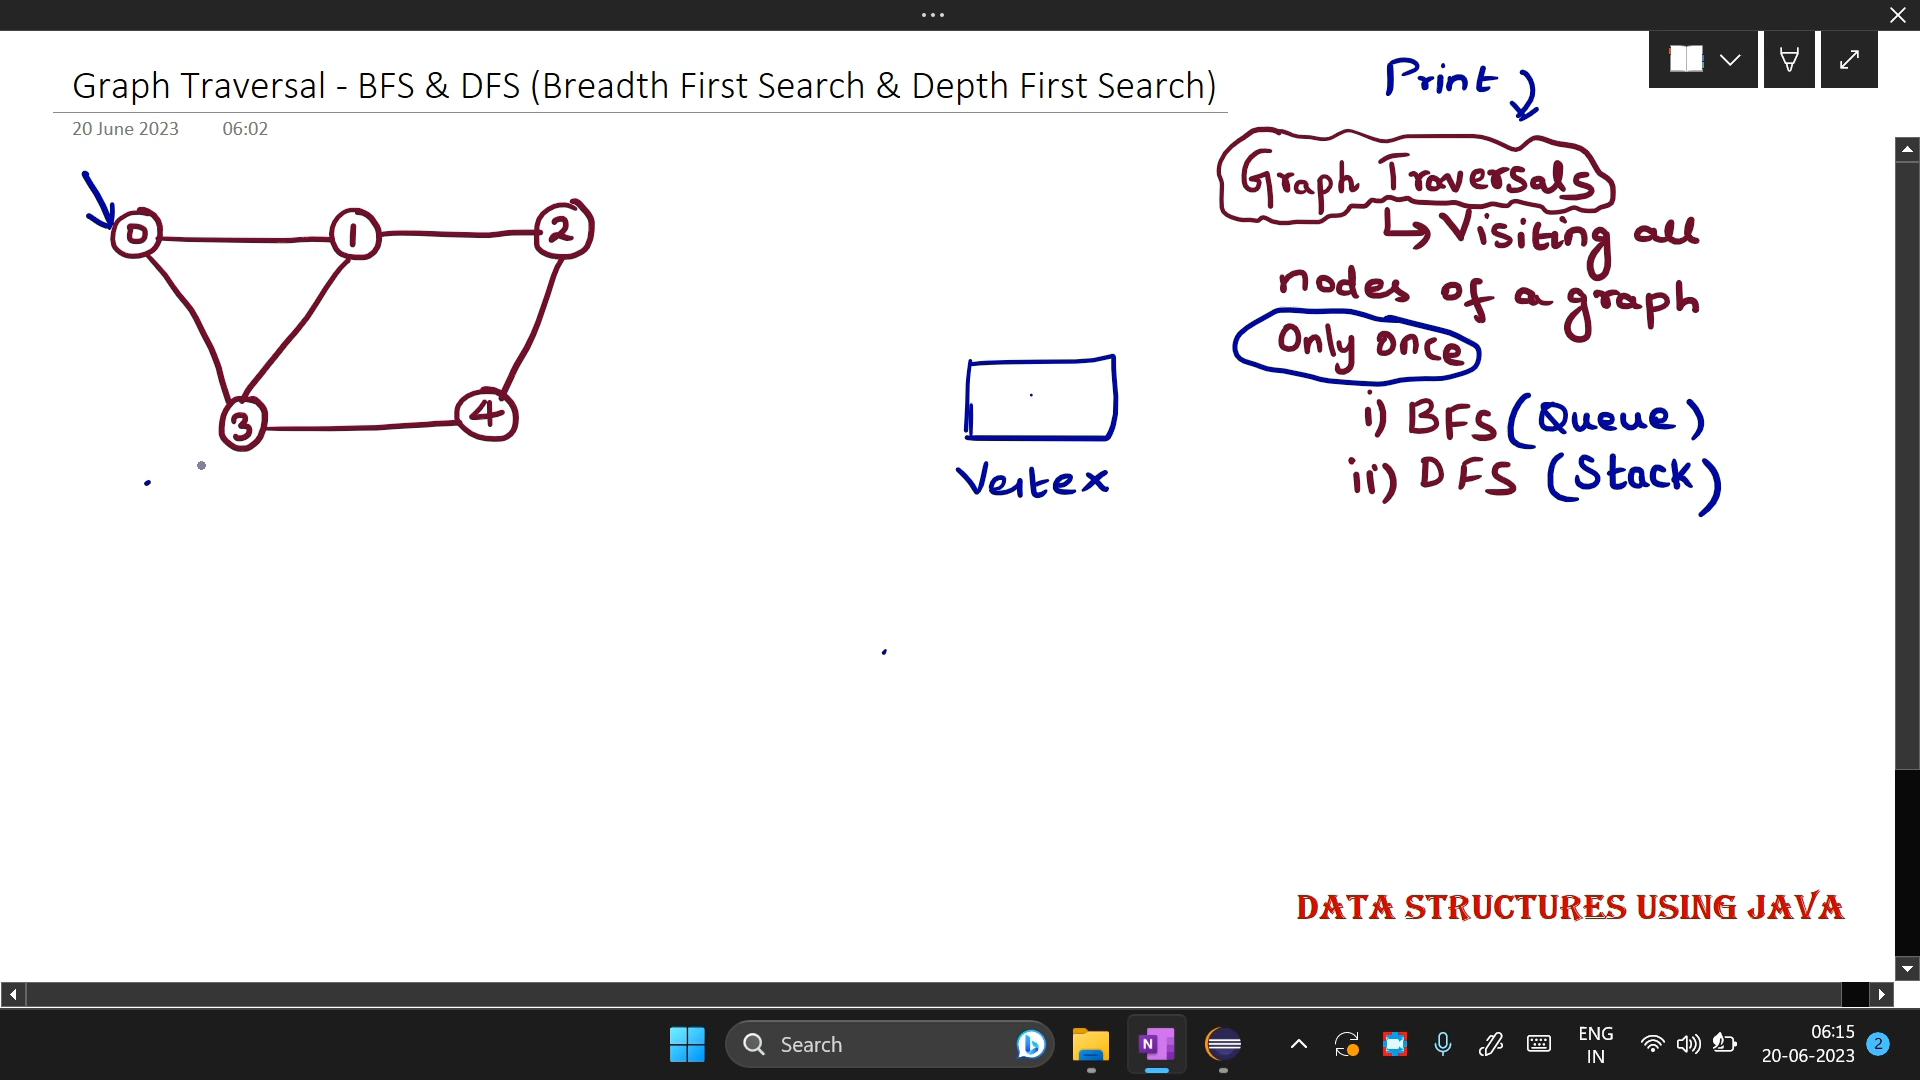 Graph Traversal - BFS & DFS (Breadth First Search & Depth First Search)
20 June 2023 06:02
Print
Graph Traversals
Visiting all
nodes of a graph
Only once
i) BFS (Queue)
ii) DFS (Stack)
0 1 2
3 4
Vertex
DATA STRUCTURES USING JAVA
Search
N
ENG
IN
06:15
20-06-2023
2